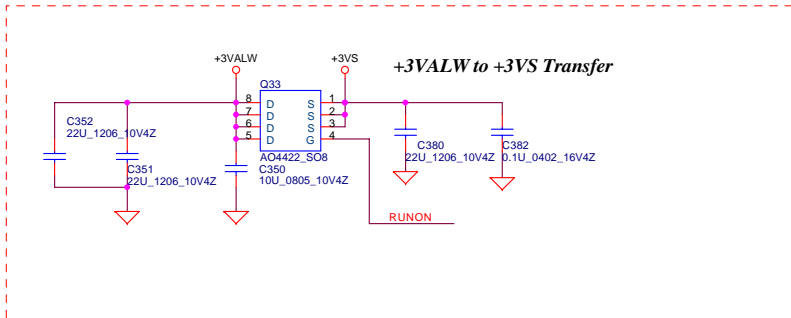 +3VALW
+3VS
+3VALW to +3VS Transfer
Q33
8 D S 1
7 D S 2
6 D S 3
5 D G 4
AO4422_SO8
C352
22U_1206_10V4Z
C351
22U_1206_10V4Z
C350
10U_0805_10V4Z
C380
22U_1206_10V4Z
C382
0.1U_0402_16V4Z
RUNON